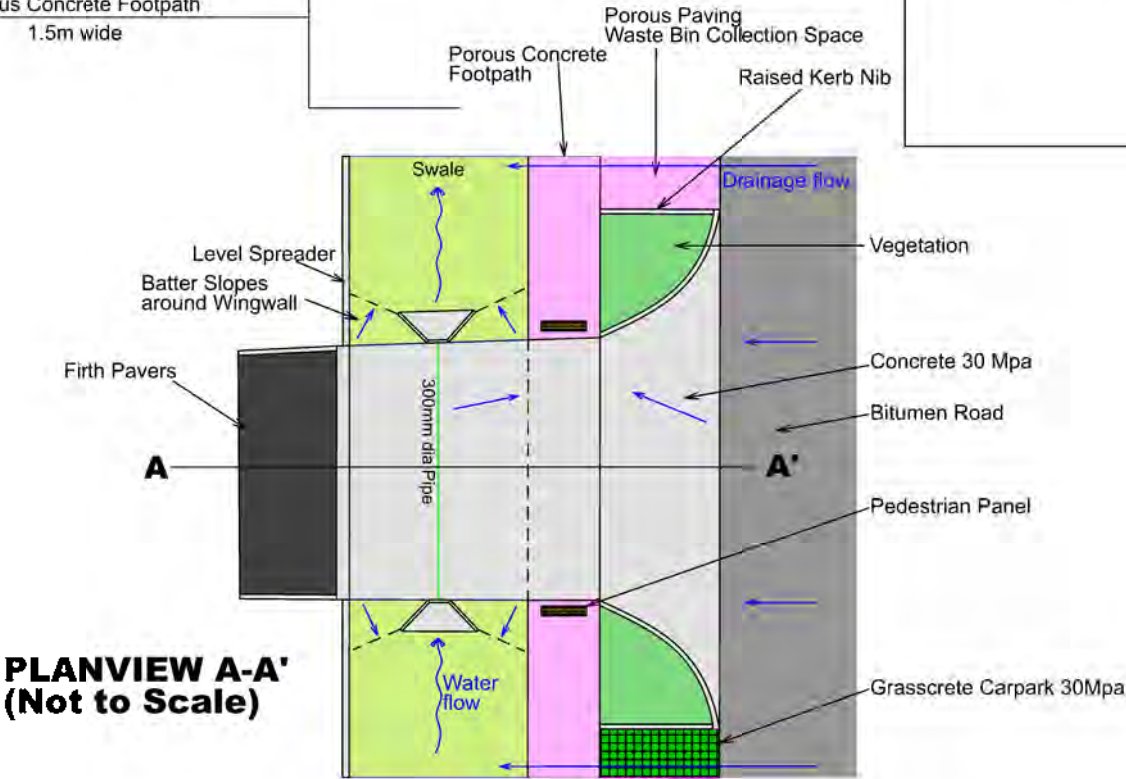 us Concrete Footpath
1.5m wide
Porous Paving
Waste Bin Collection Space
Porous Concrete
Footpath
Raised Kerb Nib
Swale
Drainage flow
Level Spreader
Vegetation
Batter Slopes
around Wingwall
Firth Pavers
300mm dia Pipe
Concrete 30 Mpa
Bitumen Road
A
A'
Pedestrian Panel
PLANVIEW A-A'
(Not to Scale)
Water
flow
Grasscrete Carpark 30Mpa